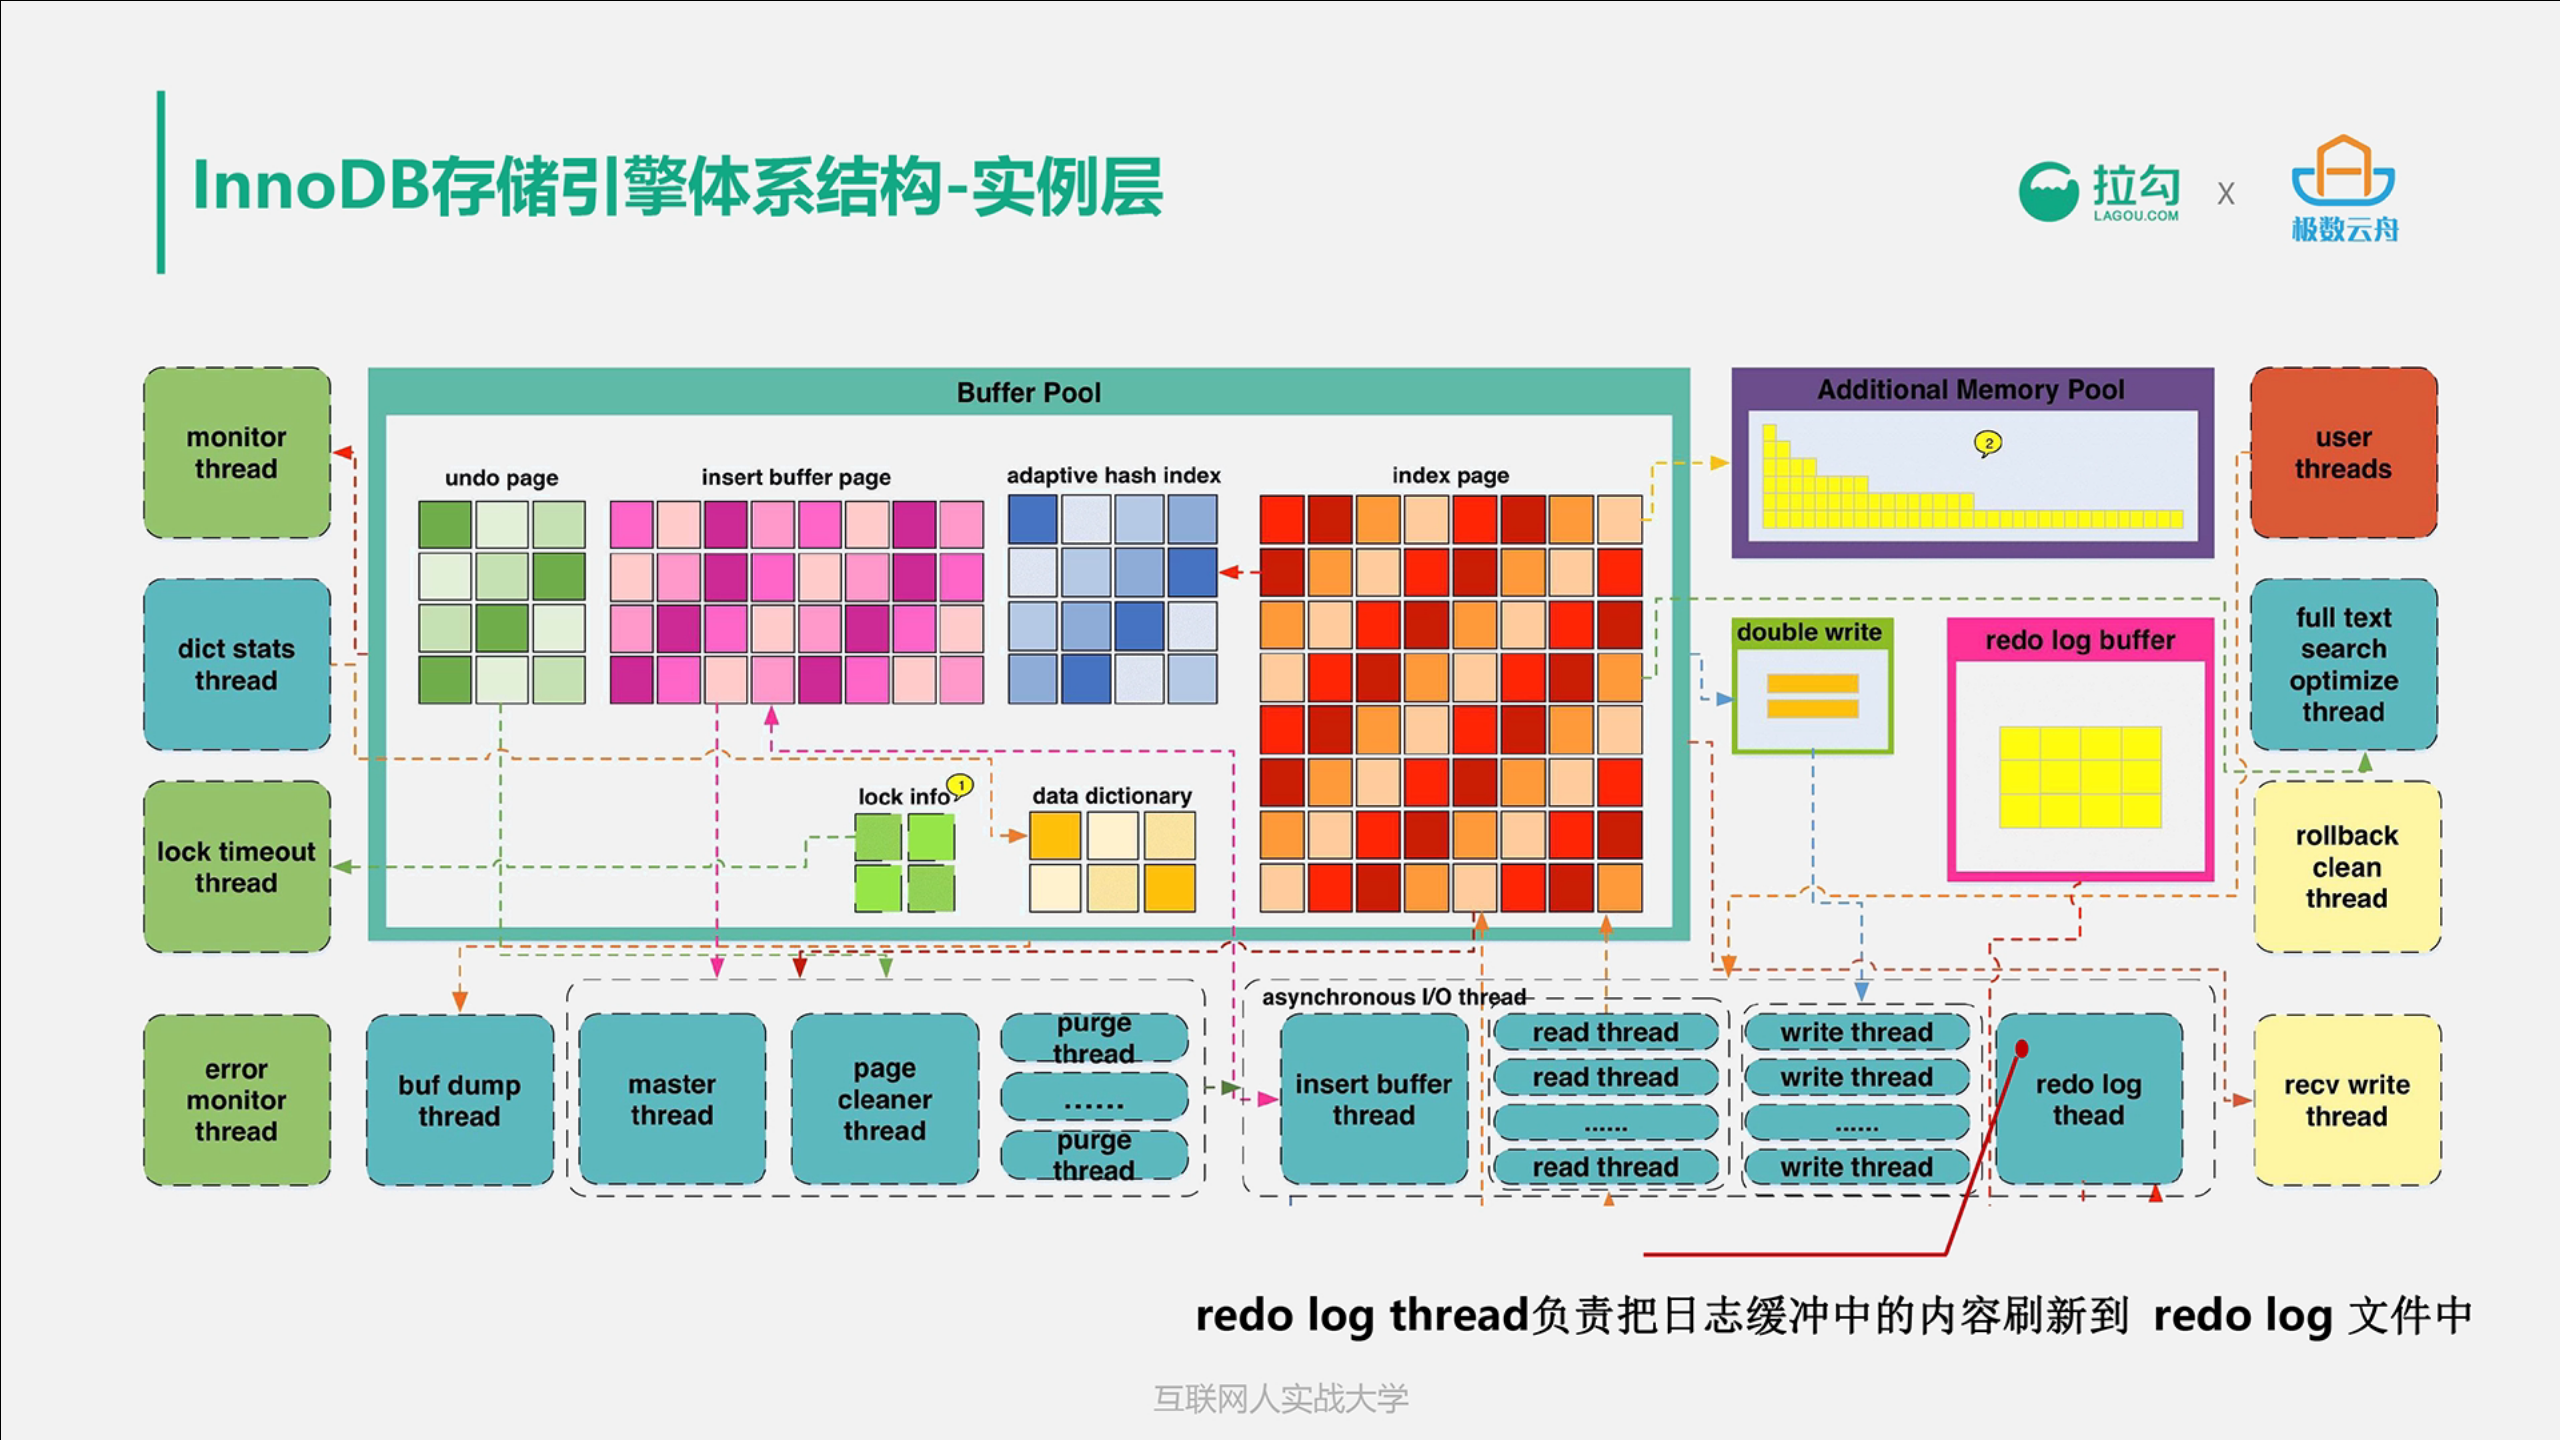 InnoDB存储引擎体系结构-实例层
拉勾
LAGOU.COM
X
极数云舟
monitor
thread
dict stats
thread
lock timeout
thread
error
monitor
thread
Buffer Pool
undo page
insert buffer page
adaptive hash index
index page
lock info
1
data dictionary
Additional Memory Pool
2
double write
redo log buffer
user
threads
full text
search
optimize
thread
rollback
clean
thread
recv write
thread
buf dump
thread
master
thread
page
cleaner
thread
purge
thread
......
purge
thread
asynchronous I/O thread
insert buffer
thread
read thread
read thread
......
read thread
write thread
write thread
......
write thread
redo log
thead
redo log thread负责把日志缓冲中的内容刷新到 redo log 文件中
互联网人实战大学